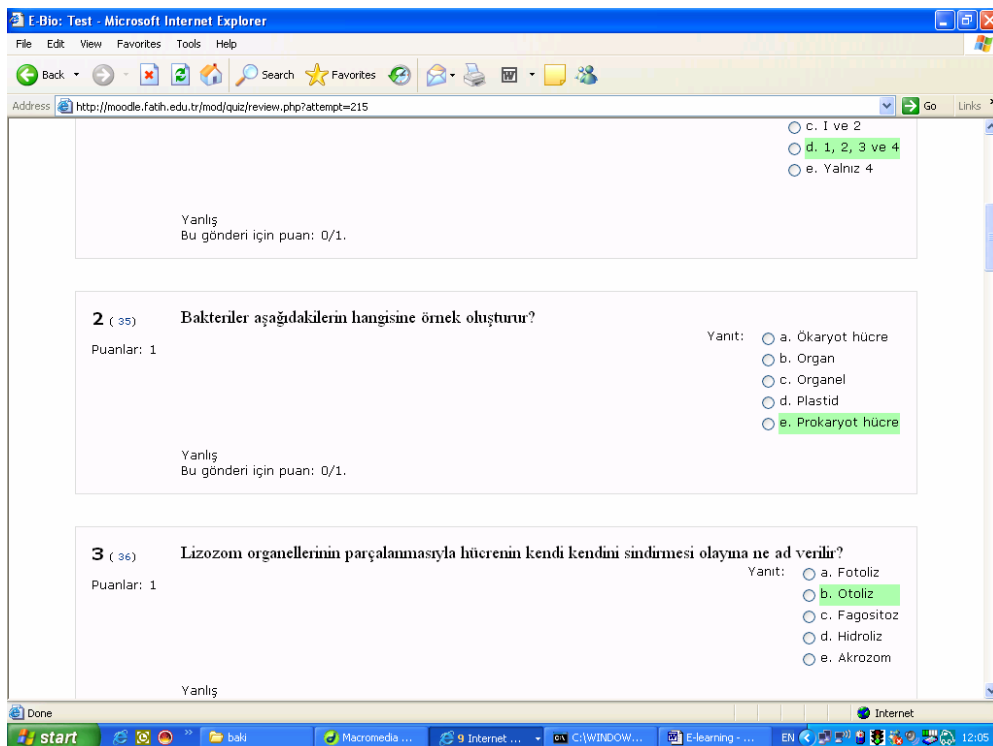 E-Bio: Test - Microsoft Internet Explorer
File Edit View Favorites Tools Help
Back Search Favorites
Address http://moodle.fatih.edu.tr/mod/quiz/review.php?attempt=215 Go Links
c. I ve 2
d. 1, 2, 3 ve 4
e. Yalnız 4
Yanlış
Bu gönderi için puan: 0/1.
2 ( 35) Bakteriler aşağıdakilerin hangisine örnek oluşturur?
Puanlar: 1
Yanıt: a. Ökaryot hücre
b. Organ
c. Organel
d. Plastid
e. Prokaryot hücre
Yanlış
Bu gönderi için puan: 0/1.
3 ( 36) Lizozom organellerinin parçalanmasıyla hücrenin kendi kendini sindirmesi olayına ne ad verilir?
Puanlar: 1
Yanıt: a. Fotoliz
b. Otoliz
c. Fagositoz
d. Hidroliz
e. Akrozom
Yanlış
Done Internet
start baki Macromedia ... 9 Internet ... C:\WINDOW... E-learning - ... EN 12:05